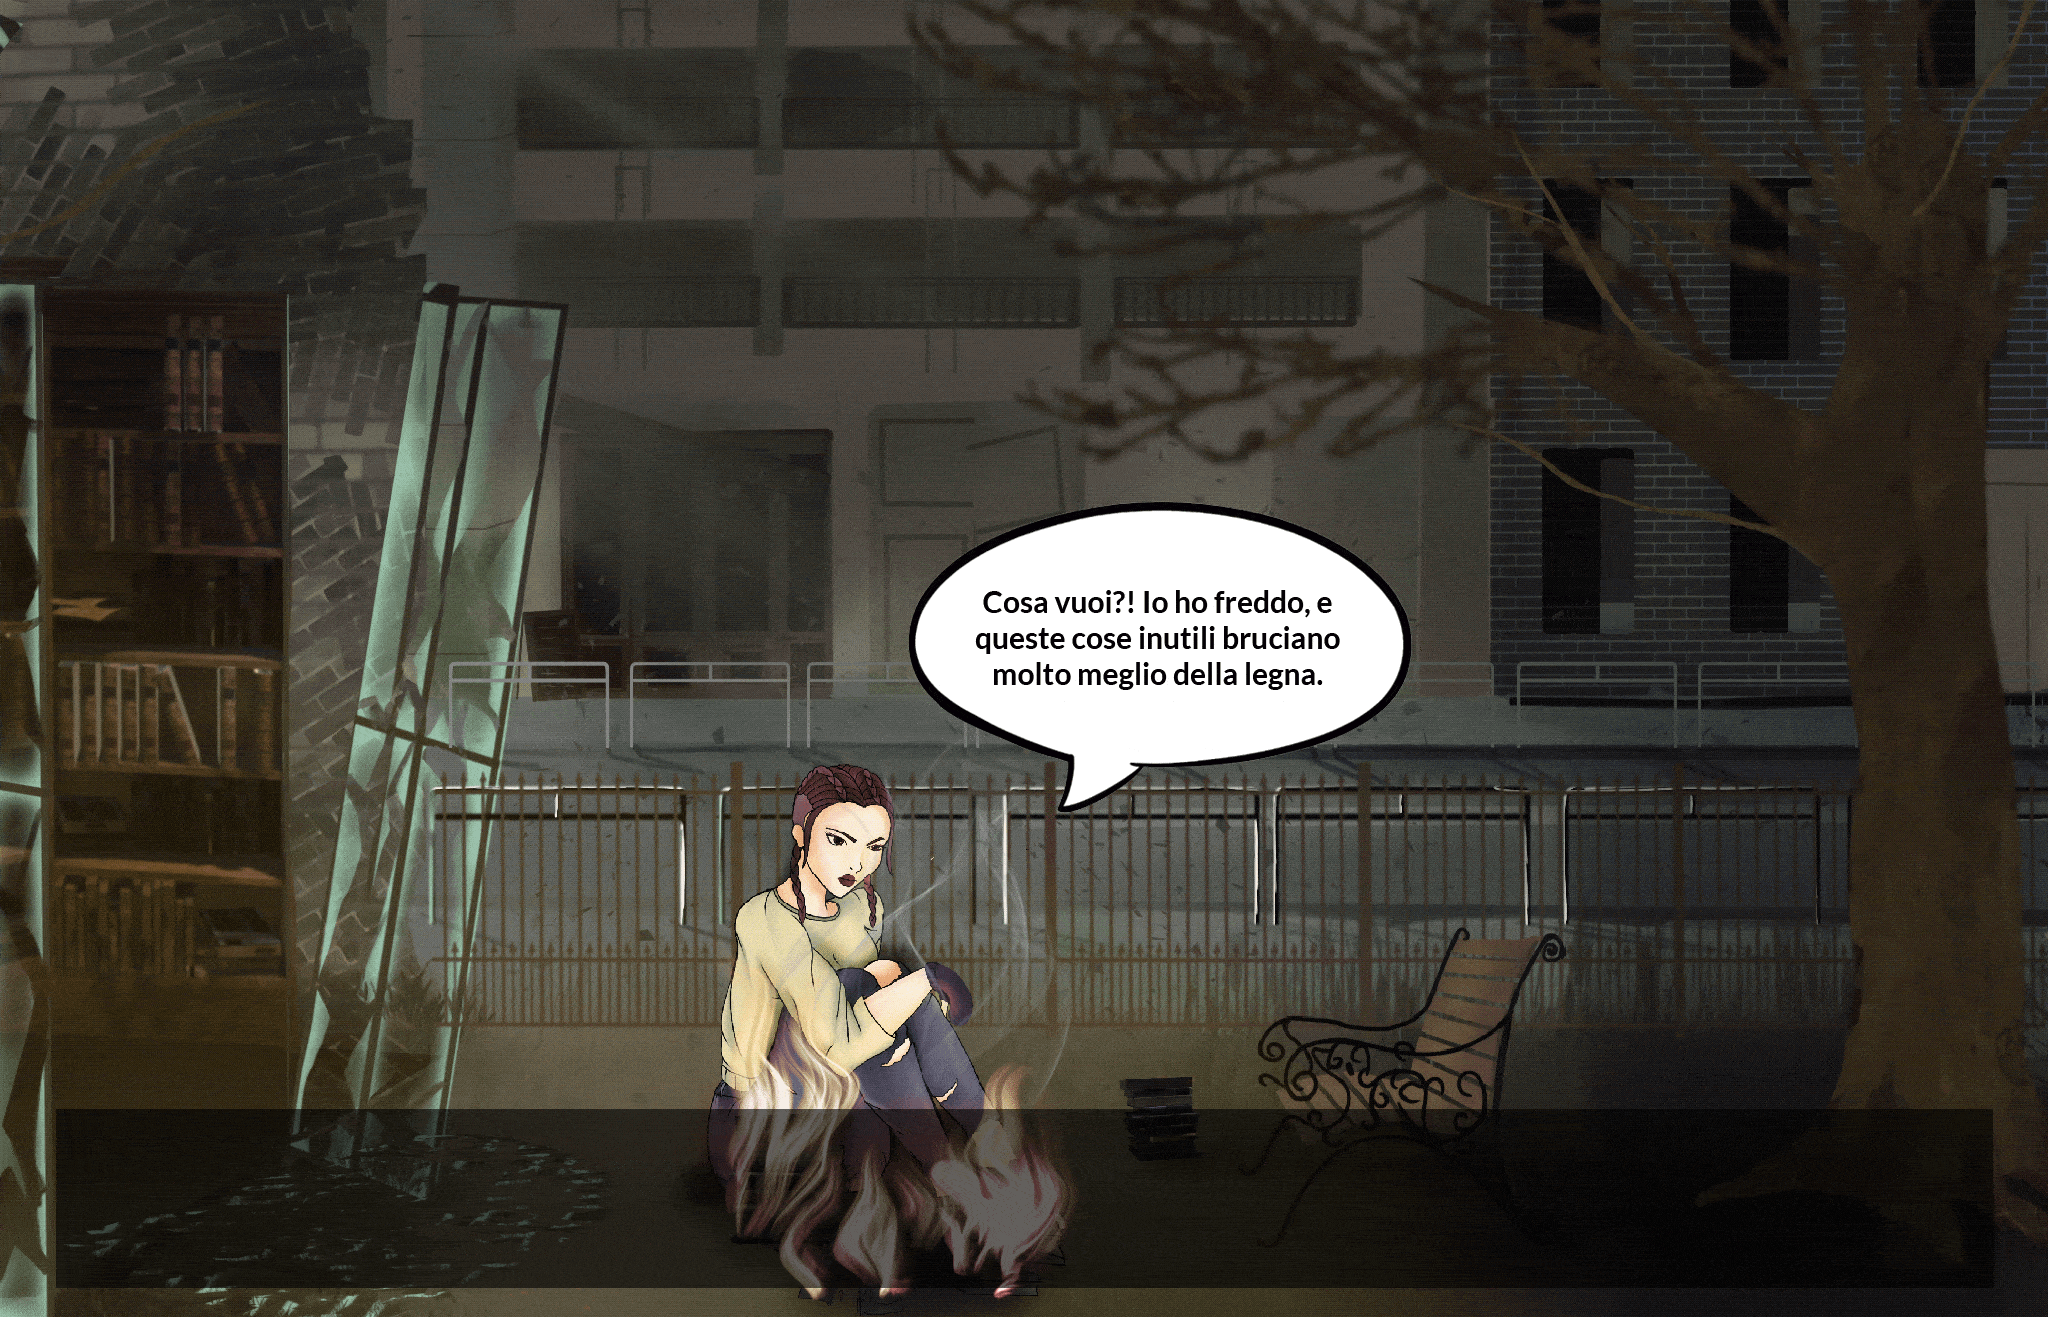 Cosa vuoi?! Io ho freddo, e
queste cose inutili bruciano
molto meglio della legna.